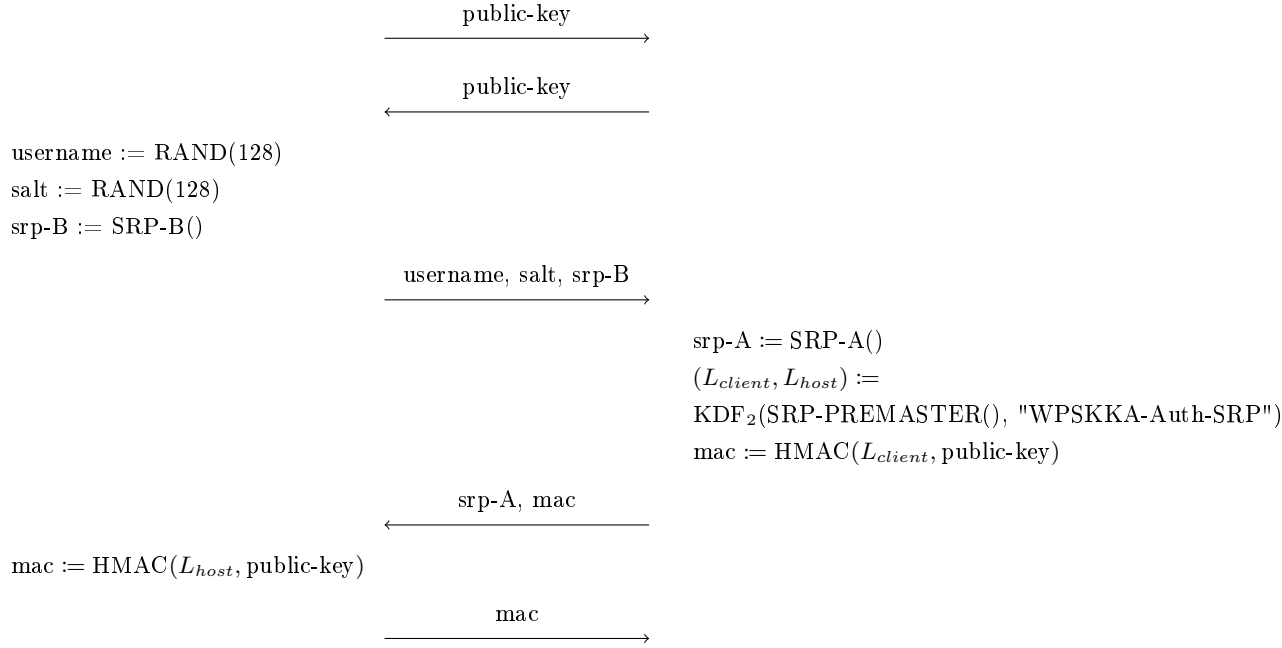 public-key
public-key
username := RAND(128)
salt := RAND(128)
srp-B := SRP-B()
username, salt, srp-B
srp-A := SRP-A()
(L_client, L_host) :=
KDF₂(SRP-PREMASTER(), "WPSKKA-Auth-SRP")
mac := HMAC(L_client, public-key)
srp-A, mac
mac := HMAC(L_host, public-key)
mac